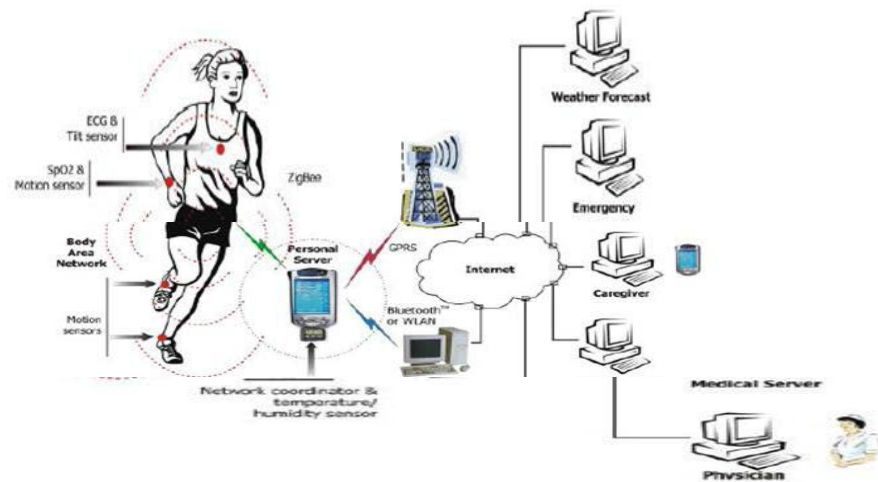 Weather Forecast
ECG &
Tilt sensor
SpO2 &
Motion sensor
ZigBee
Emergency
Body
Area
Network
Personal
Server
GPRS
Internet
Caregiver
Motion
sensors
Bluetooth™
or WLAN
Network coordinator &
temperature/
humidity sensor
Medical Server
Physician